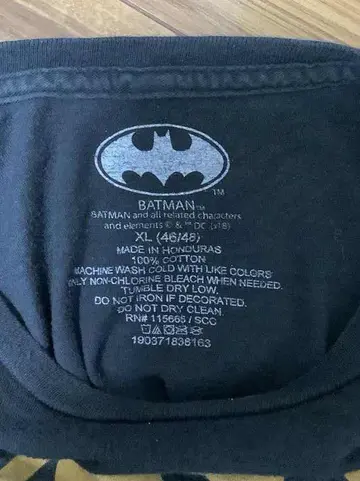 TM
BATMAN™
BATMAN and all related characters
and elements © & ™ DC (s18)
XL (46/48)
MADE IN HONDURAS
100% COTTON
MACHINE WASH COLD WITH LIKE COLORS
ONLY NON-CHLORINE BLEACH WHEN NEEDED.
TUMBLE DRY LOW.
DO NOT IRON IF DECORATED.
DO NOT DRY CLEAN.
RN# 115665 / SCC
190371838163